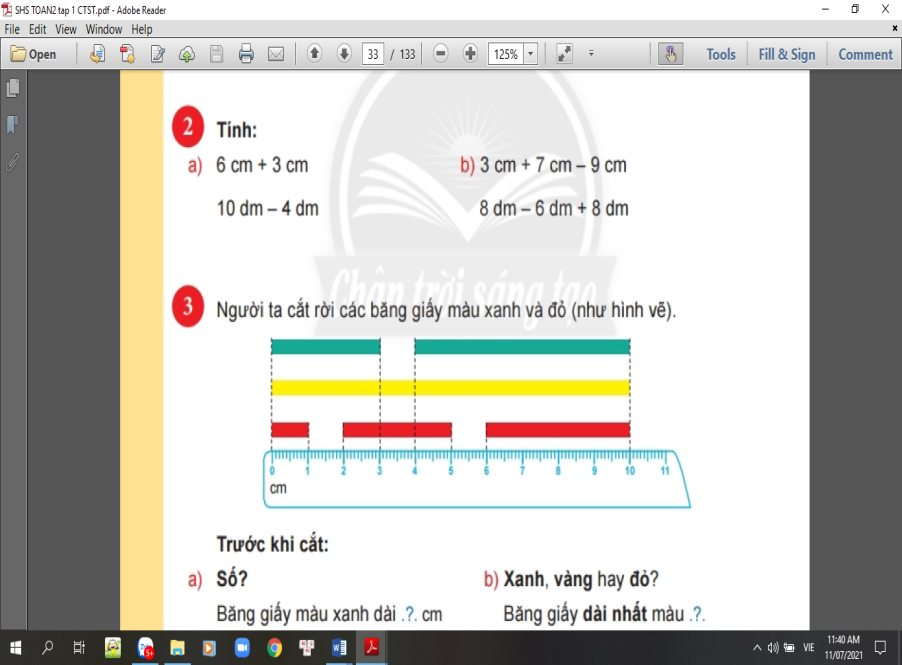 SHS TOAN2 tap 1 CTST.pdf - Adobe Reader
File Edit View Window Help
Open 33 / 133 125% Tools Fill & Sign Comment
2 Tính:
a) 6 cm + 3 cm b) 3 cm + 7 cm – 9 cm
10 dm – 4 dm 8 dm – 6 dm + 8 dm
Chân trời sáng tạo
3 Người ta cắt rời các băng giấy màu xanh và đỏ (như hình vẽ).
0 1 2 3 4 5 6 7 8 9 10 11
cm
Trước khi cắt:
a) Số? b) Xanh, vàng hay đỏ?
Băng giấy màu xanh dài .?. cm Băng giấy dài nhất màu .?.
5+ VIE 11:40 AM
11/07/2021